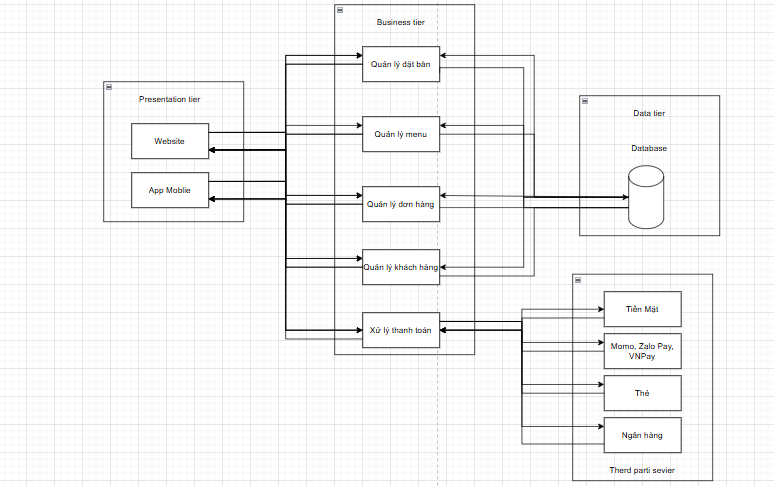 Business tier
Quản lý đặt bàn
Presentation tier
Website
App Moblie
Quản lý menu
Quản lý đơn hàng
Quản lý khách hàng
Xử lý thanh toán
Data tier
Database
Tiền Mặt
Momo, Zalo Pay,
VNPay
Thẻ
Ngân hàng
Therd parti sevier